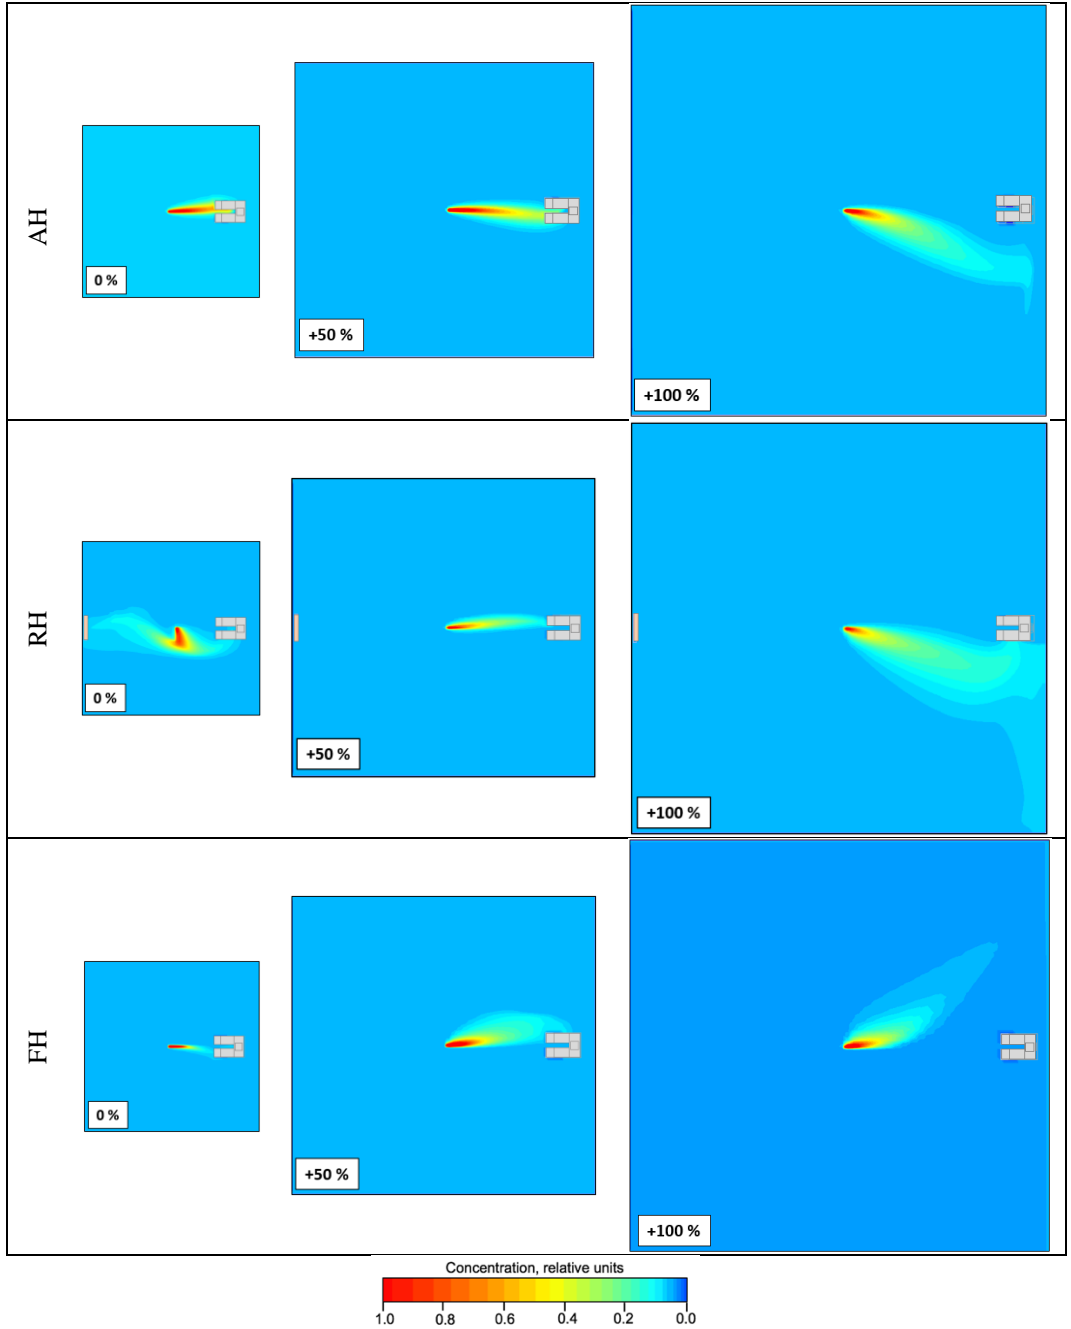 AH
0 %
+50 %
+100 %
RH
0 %
+50 %
+100 %
FH
0 %
+50 %
+100 %
Concentration, relative units
1.0 0.8 0.6 0.4 0.2 0.0